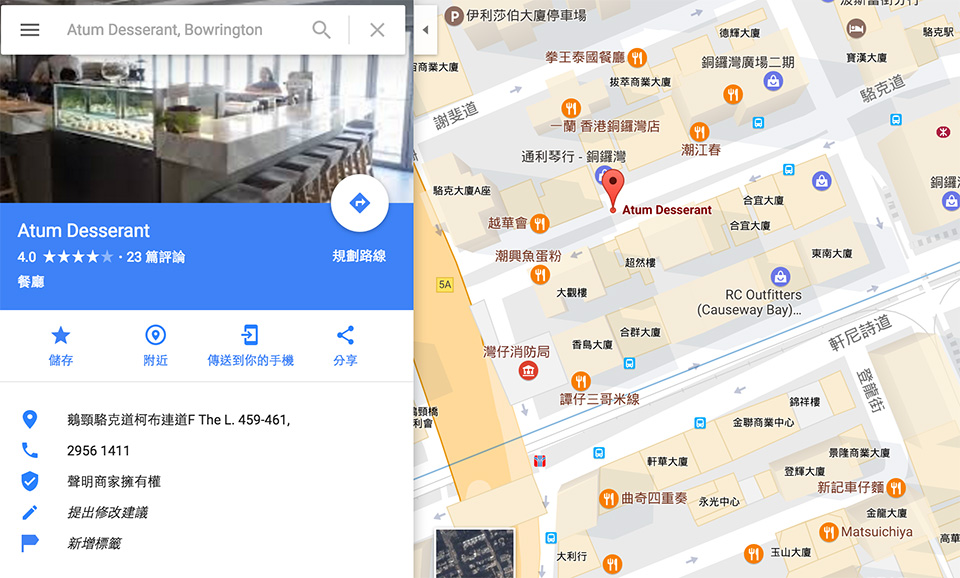 Atum Desserant, Bowrington
Atum Desserant
4.0 ★★★★★ · 23 篇評論
餐廳
規劃路線
儲存
附近
傳送到你的手機
分享
鵝頸駱克道柯布連道F The L. 459-461,
2956 1411
聲明商家擁有權
提出修改建議
新增標籤
P
伊利莎伯大廈停車場
德輝大廈
駱克駅
寶漢大廈
拳王泰國餐廳
商業大廈
拔萃商業大廈
銅鑼灣廣場二期
駱克道
謝斐道
一蘭 香港銅鑼灣店
潮江春
通利琴行 - 銅鑼灣
駱克大廈A座
銅鑼灣
Atum Desserant
合宜大廈
越華會
合宜大廈
潮興魚蛋粉
超然樓
東南大廈
5A
大觀樓
RC Outfitters
(Causeway Bay)...
合群大廈
軒尼詩道
香島大廈
灣仔消防局
登龍街
譚仔三哥米線
錦祥樓
鵝頸橋
利會
金聯商業中心
景隆商業大廈
軒華大廈
登輝大廈
新記車仔麵
曲奇四重奏
永光中心
金龍大廈
Matsuichiya
高華
大利行
玉山大廈